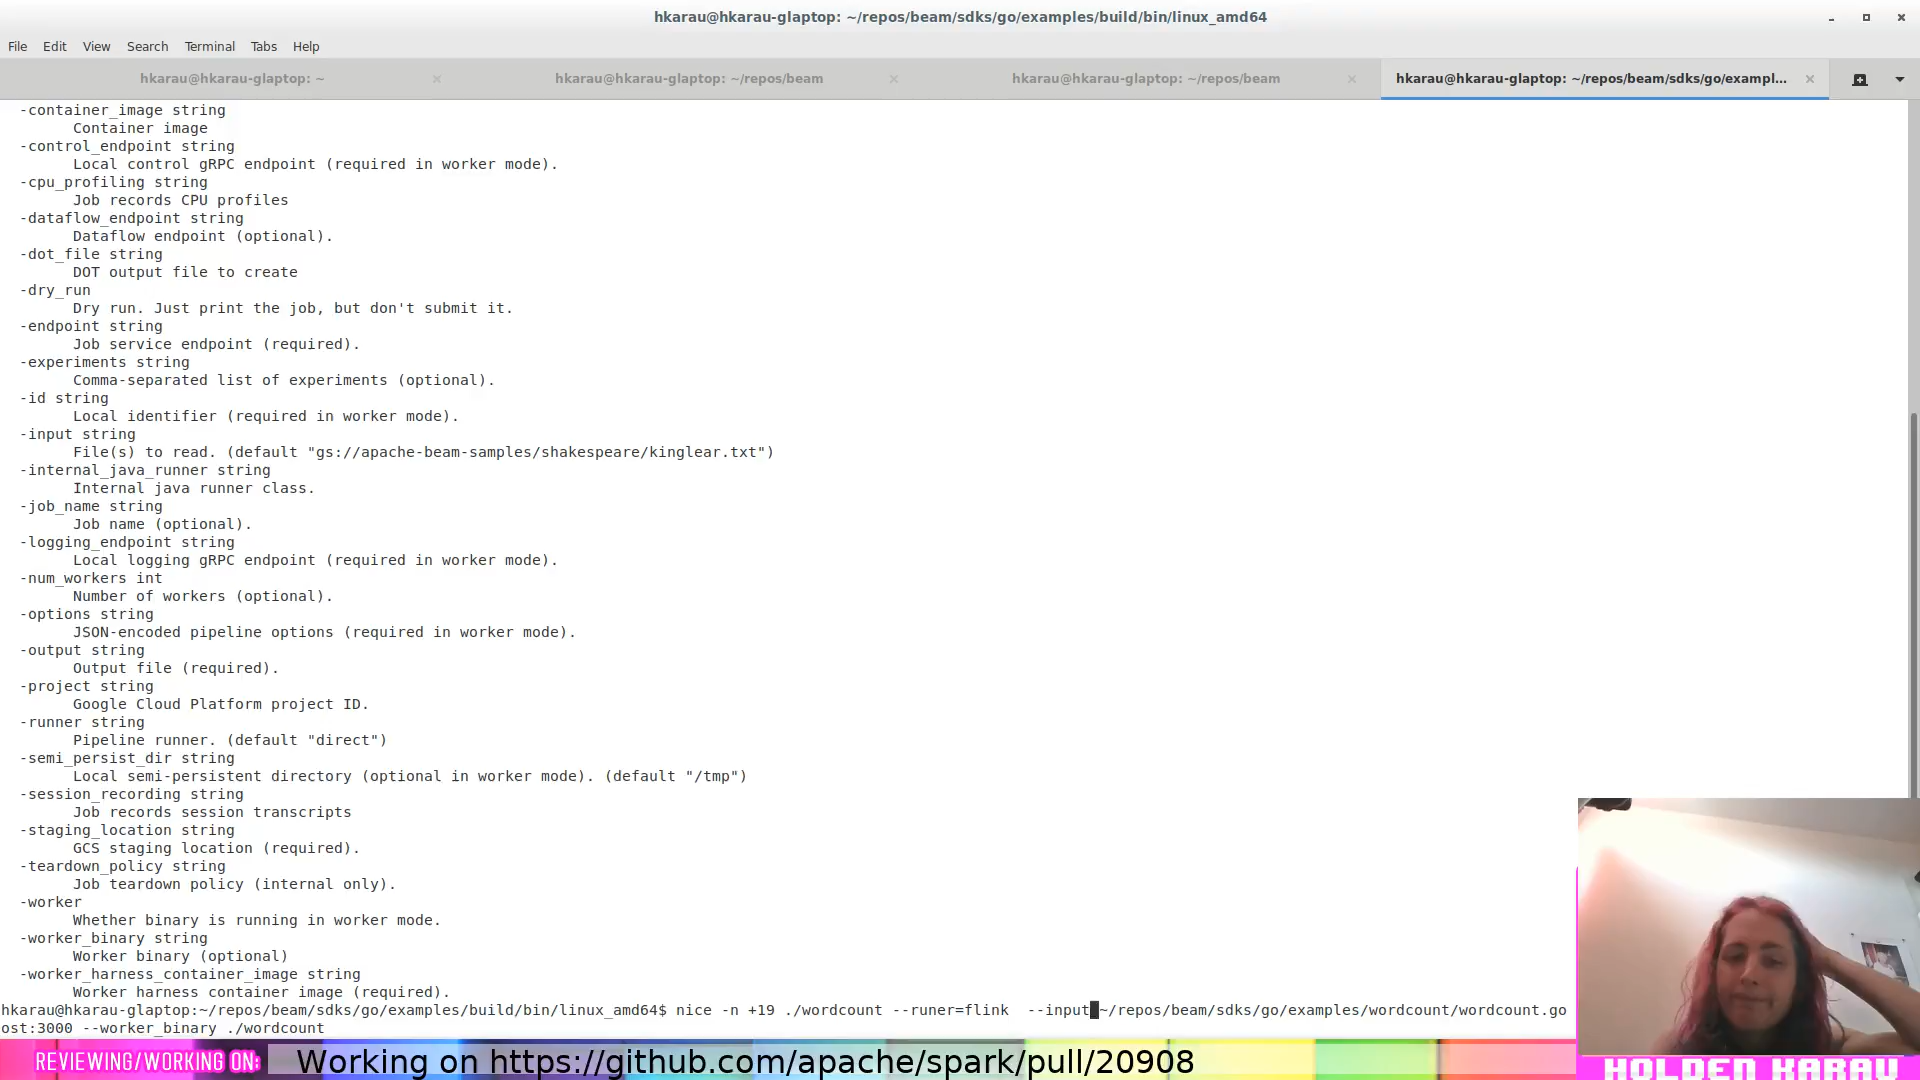 hkarau@hkarau-glaptop: ~/repos/beam/sdks/go/examples/build/bin/linux_amd64
File Edit View Search Terminal Tabs Help
hkarau@hkarau-glaptop: ~
hkarau@hkarau-glaptop: ~/repos/beam
hkarau@hkarau-glaptop: ~/repos/beam
hkarau@hkarau-glaptop: ~/repos/beam/sdks/go/exampl...
-container_image string
Container image
-control_endpoint string
Local control gRPC endpoint (required in worker mode).
-cpu_profiling string
Job records CPU profiles
-dataflow_endpoint string
Dataflow endpoint (optional).
-dot_file string
DOT output file to create
-dry_run
Dry run. Just print the job, but don't submit it.
-endpoint string
Job service endpoint (required).
-experiments string
Comma-separated list of experiments (optional).
-id string
Local identifier (required in worker mode).
-input string
File(s) to read. (default "gs://apache-beam-samples/shakespeare/kinglear.txt")
-internal_java_runner string
Internal java runner class.
-job_name string
Job name (optional).
-logging_endpoint string
Local logging gRPC endpoint (required in worker mode).
-num_workers int
Number of workers (optional).
-options string
JSON-encoded pipeline options (required in worker mode).
-output string
Output file (required).
-project string
Google Cloud Platform project ID.
-runner string
Pipeline runner. (default "direct")
-semi_persist_dir string
Local semi-persistent directory (optional in worker mode). (default "/tmp")
-session_recording string
Job records session transcripts
-staging_location string
GCS staging location (required).
-teardown_policy string
Job teardown policy (internal only).
-worker
Whether binary is running in worker mode.
-worker_binary string
Worker binary (optional)
-worker_harness_container_image string
Worker harness container image (required).
hkarau@hkarau-glaptop:~/repos/beam/sdks/go/examples/build/bin/linux_amd64$ nice -n +19 ./wordcount --runer=flink  --input ~/repos/beam/sdks/go/examples/wordcount/wordcount.go
ost:3000 --worker_binary ./wordcount
REVIEWING/WORKING ON: Working on https://github.com/apache/spark/pull/20908
HOLDEN KARAU